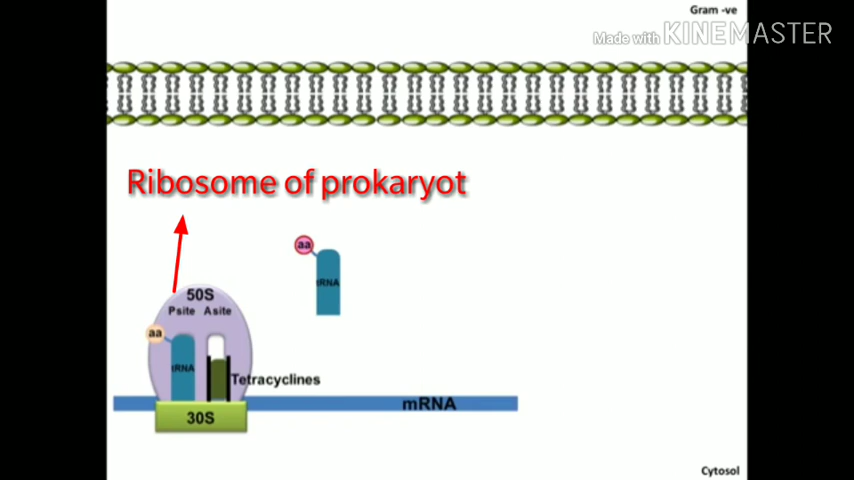 Gram -ve
Made with KINEMASTER
Ribosome of prokaryot
aa
tRNA
50S
Psite Asite
aa
tRNA
Tetracyclines
mRNA
30S
Cytosol